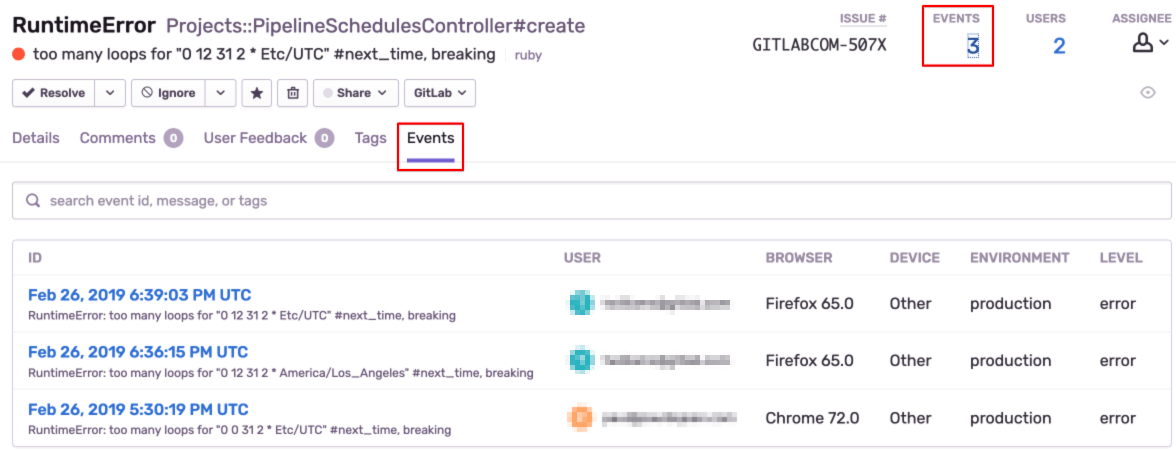 RuntimeError Projects::PipelineSchedulesController#create
ISSUE # EVENTS USERS ASSIGNEE
too many loops for "0 12 31 2 * Etc/UTC" #next_time, breaking ruby
GITLABCOM-507X 3 2
Resolve Ignore Share GitLab
Details Comments 0 User Feedback 0 Tags Events
search event id, message, or tags
ID USER BROWSER DEVICE ENVIRONMENT LEVEL
Feb 26, 2019 6:39:03 PM UTC
RuntimeError: too many loops for "0 12 31 2 * Etc/UTC" #next_time, breaking
Firefox 65.0 Other production error
Feb 26, 2019 6:36:15 PM UTC
RuntimeError: too many loops for "0 12 31 2 * America/Los_Angeles" #next_time, breaking
Firefox 65.0 Other production error
Feb 26, 2019 5:30:19 PM UTC
RuntimeError: too many loops for "0 0 31 2 * Etc/UTC" #next_time, breaking
Chrome 72.0 Other production error